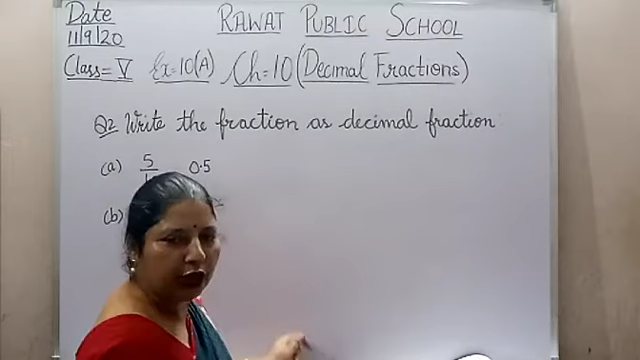 Date RAWAT PUBLIC SCHOOL
11/9/20
Class = V Ex = 10(A) Ch = 10 (Decimal Fractions)
Q2 Write the fraction as decimal fraction
(a) 5 0.5
(b)